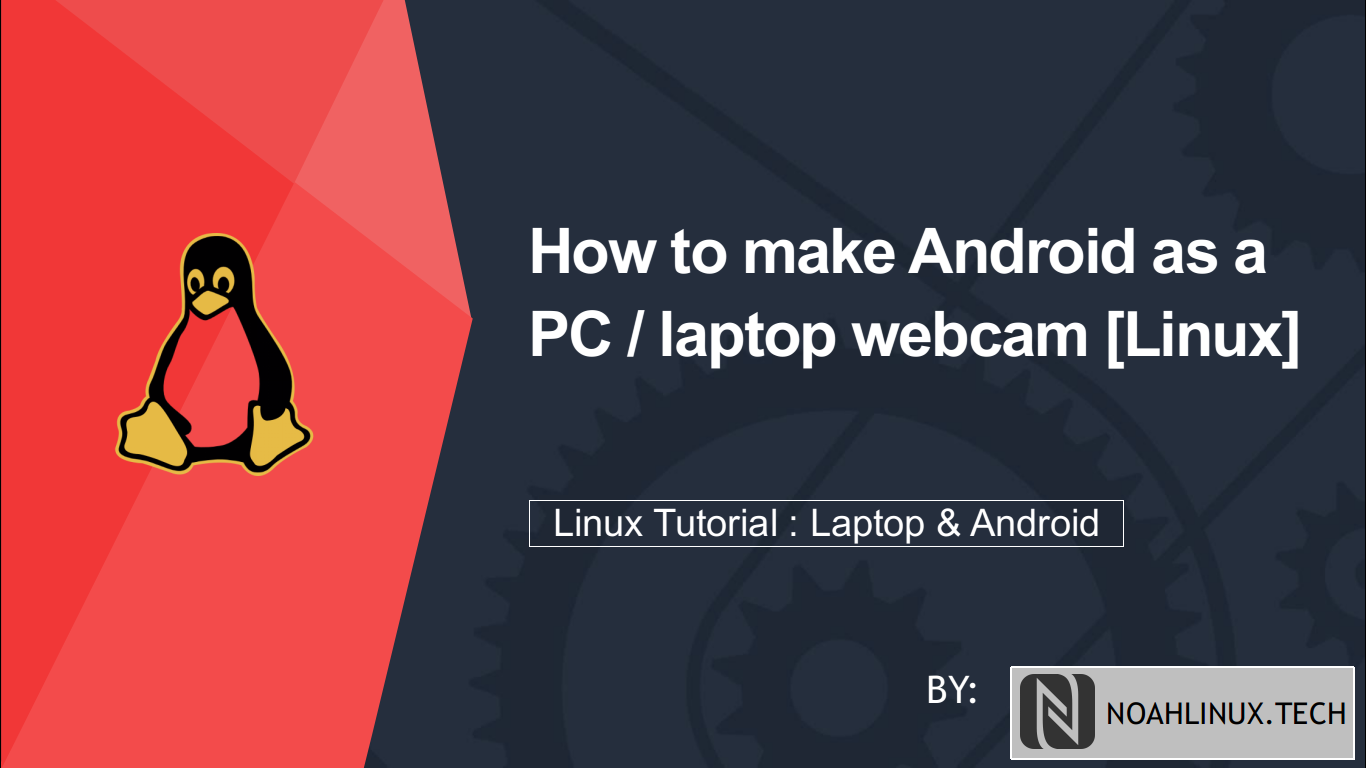 How to make Android as a
PC / laptop webcam [Linux]
Linux Tutorial : Laptop & Android
BY:
NOAHLINUX.TECH